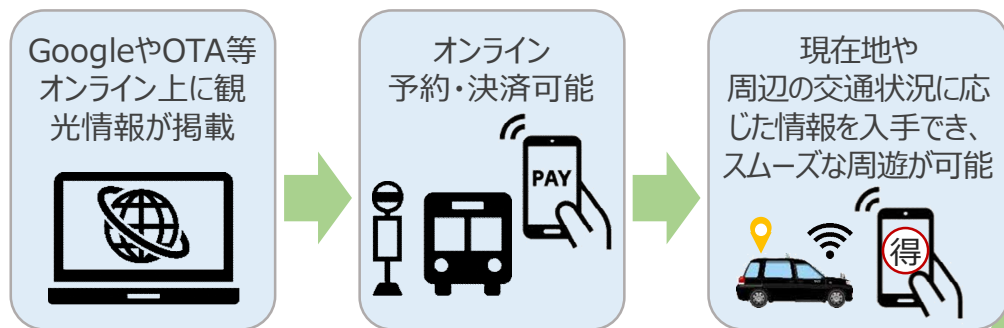 GoogleやOTA等
オンライン上に観
光情報が掲載
オンライン
予約・決済可能
PAY
現在地や
周辺の交通状況に応
じた情報を入手でき、
スムーズな周遊が可能
得